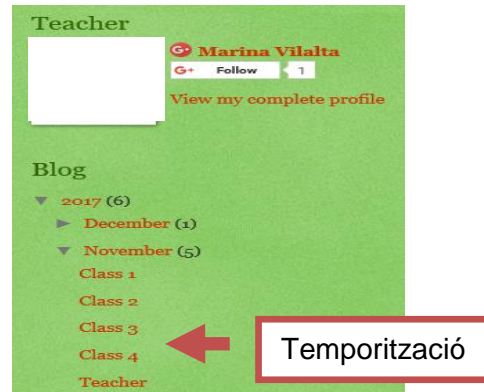 Teacher
G+ Marina Vilalta
G+ Follow 1
View my complete profile
Blog
▼ 2017 (6)
► December (1)
▼ November (5)
Class 1
Class 2
Class 3
Class 4
Teacher
Temporització